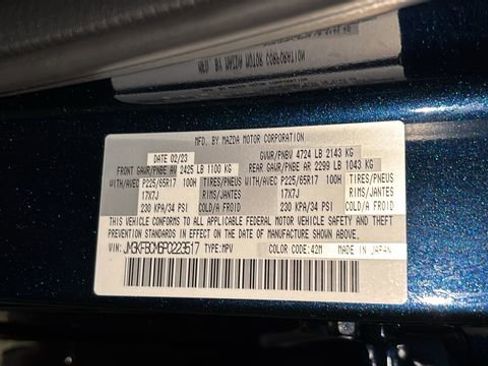 MFD. BY MAZDA MOTOR CORPORATION
DATE 02/23 GVWR/PNBV 4724 LB 2143 KG
FRONT GAWR/PNBE AV 2425 LB 1100 KG REAR GAWR/PNBE AR 2299 LB 1043 KG
WITH/AVEC P225/65R17 100H TIRES/PNEUS WITH/AVEC P225/65R17 100H TIRES/PNEUS
17X7J RIMS/JANTES 17X7J RIMS/JANTES
230 KPA/34 PSI COLD/A FROID 230 KPA/34 PSI COLD/A FROID
THIS VEHICLE CONFORMS TO ALL APPLICABLE FEDERAL MOTOR VEHICLE SAFETY AND THEFT
PREVENTION STANDARDS IN EFFECT ON THE DATE OF MANUFACTURE SHOWN ABOVE.
VIN: JM3KFBCM6P0223517 TYPE:MPV COLOR CODE:42M MADE IN JAPAN